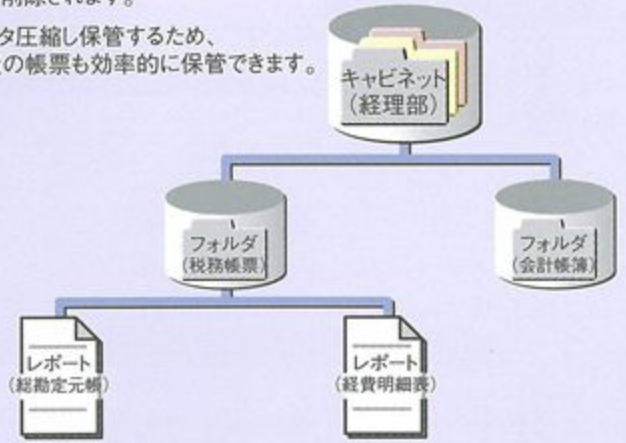 削除されます。
タ圧縮し保管するため、
の帳票も効率的に保管できます。
キャビネット
(経理部)
フォルダ
(税務帳票)
フォルダ
(会計帳簿)
レポート
(総勘定元帳)
レポート
(経費明細表)